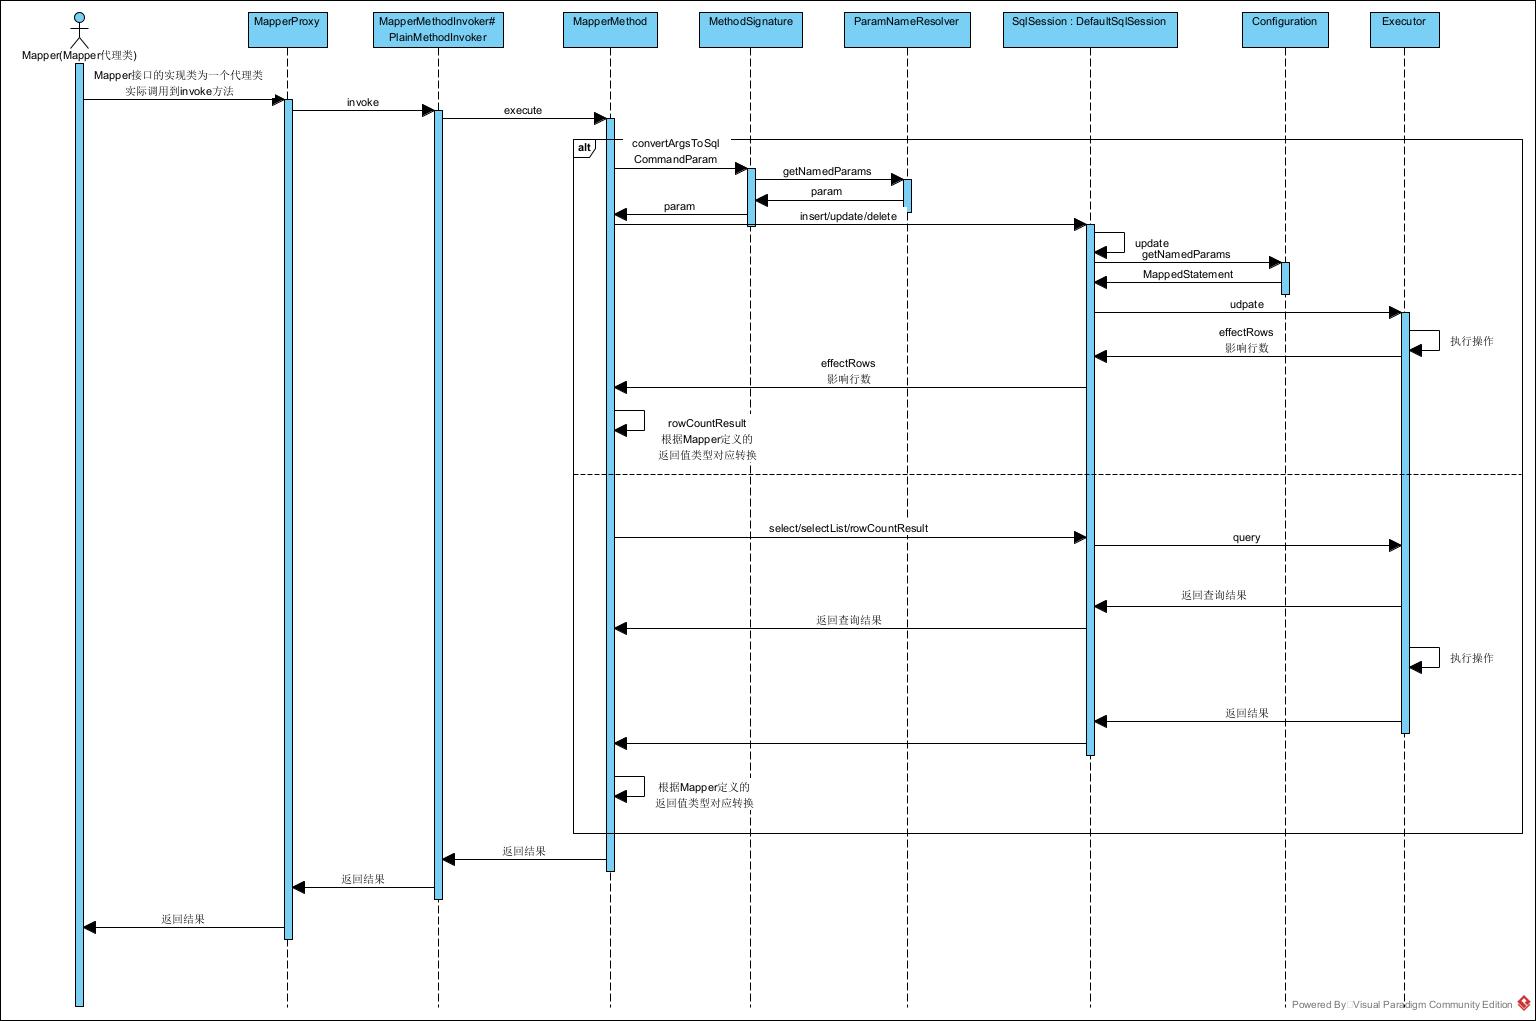 MapperProxy
MapperMethodInvoker#
PlainMethodInvoker
MapperMethod
MethodSignature
ParamNameResolver
SqlSession : DefaultSqlSession
Configuration
Executor
Mapper(Mapper代理类)
Mapper接口的实现类为一个代理类
实际调用到invoke方法
invoke
execute
alt
convertArgsToSql
CommandParam
getNamedParams
param
param
insert/update/delete
update
getNamedParams
MappedStatement
udpate
effectRows
影响行数
执行操作
effectRows
影响行数
rowCountResult
根据Mapper定义的
返回值类型对应转换
select/selectList/rowCountResult
query
返回查询结果
返回查询结果
执行操作
返回结果
根据Mapper定义的
返回值类型对应转换
返回结果
返回结果
返回结果
Powered By Visual Paradigm Community Edition